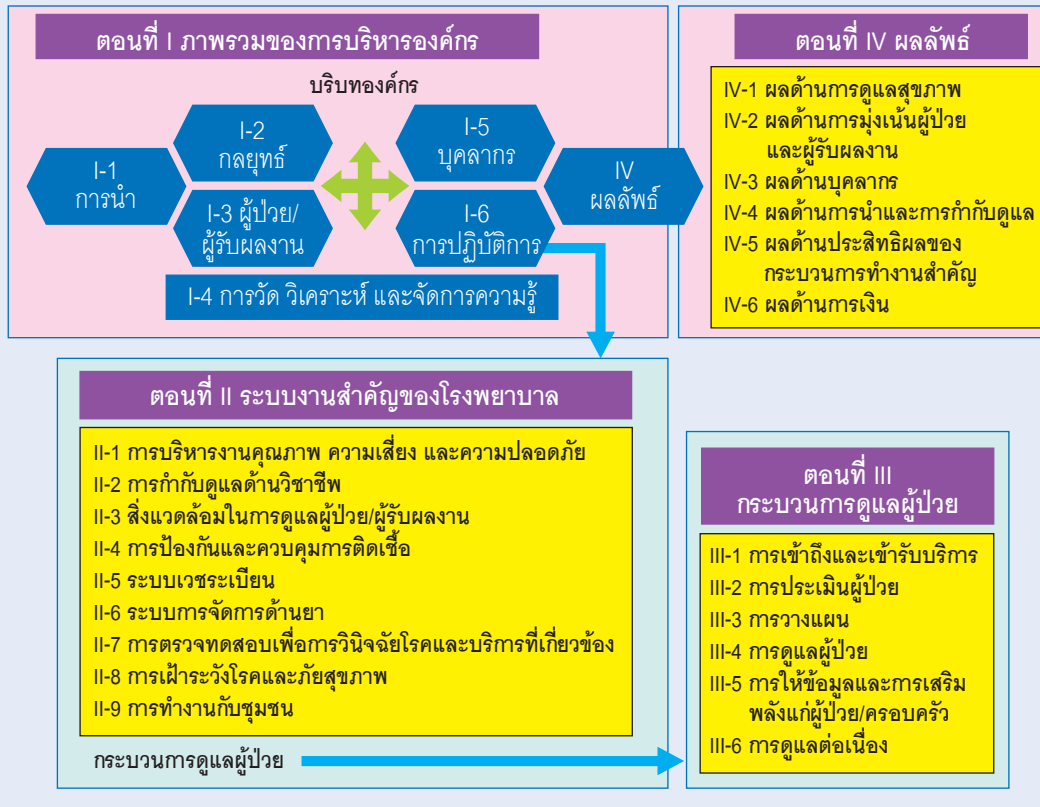 ตอนที่ I ภาพรวมของการบริหารองค์กร
บริบทองค์กร
I-1
การนำ
I-2
กลยุทธ์
I-3 ผู้ป่วย/
ผู้รับผลงาน
I-5
บุคลากร
I-6
การปฏิบัติการ
IV
ผลลัพธ์
I-4 การวัด วิเคราะห์ และจัดการความรู้
ตอนที่ IV ผลลัพธ์
IV-1 ผลด้านการดูแลสุขภาพ
IV-2 ผลด้านการมุ่งเน้นผู้ป่วย
และผู้รับผลงาน
IV-3 ผลด้านบุคลากร
IV-4 ผลด้านการนำและการกำกับดูแล
IV-5 ผลด้านประสิทธิผลของ
กระบวนการทำงานสำคัญ
IV-6 ผลด้านการเงิน
ตอนที่ II ระบบงานสำคัญของโรงพยาบาล
II-1 การบริหารงานคุณภาพ ความเสี่ยง และความปลอดภัย
II-2 การกำกับดูแลด้านวิชาชีพ
II-3 สิ่งแวดล้อมในการดูแลผู้ป่วย/ผู้รับผลงาน
II-4 การป้องกันและควบคุมการติดเชื้อ
II-5 ระบบเวชระเบียน
II-6 ระบบการจัดการด้านยา
II-7 การตรวจทดสอบเพื่อการวินิจฉัยโรคและบริการที่เกี่ยวข้อง
II-8 การเฝ้าระวังโรคและภัยสุขภาพ
II-9 การทำงานกับชุมชน
กระบวนการดูแลผู้ป่วย
ตอนที่ III
กระบวนการดูแลผู้ป่วย
III-1 การเข้าถึงและเข้ารับบริการ
III-2 การประเมินผู้ป่วย
III-3 การวางแผน
III-4 การดูแลผู้ป่วย
III-5 การให้ข้อมูลและการเสริม
พลังแก่ผู้ป่วย/ครอบครัว
III-6 การดูแลต่อเนื่อง